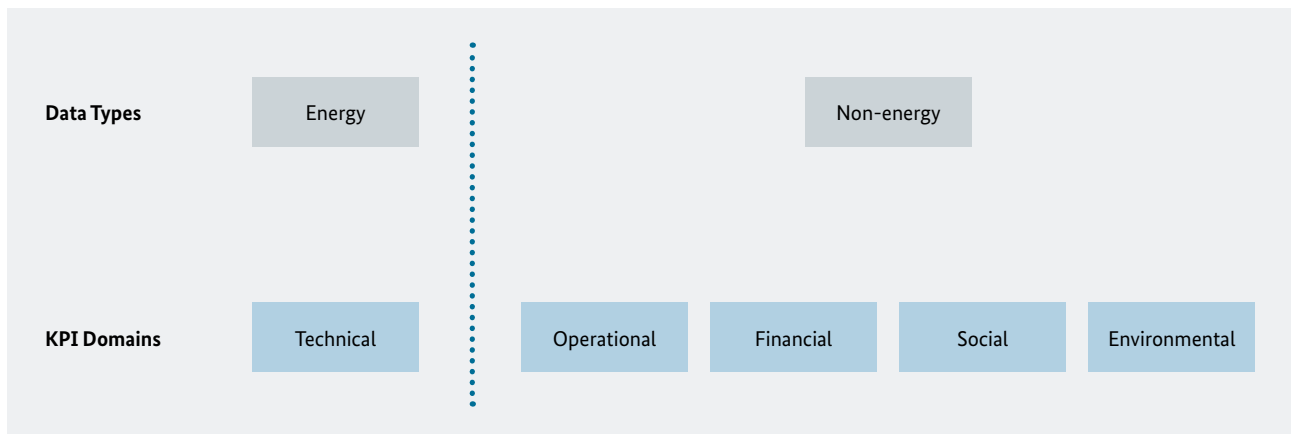 Data Types
Energy
Non-energy
KPI Domains
Technical
Operational
Financial
Social
Environmental